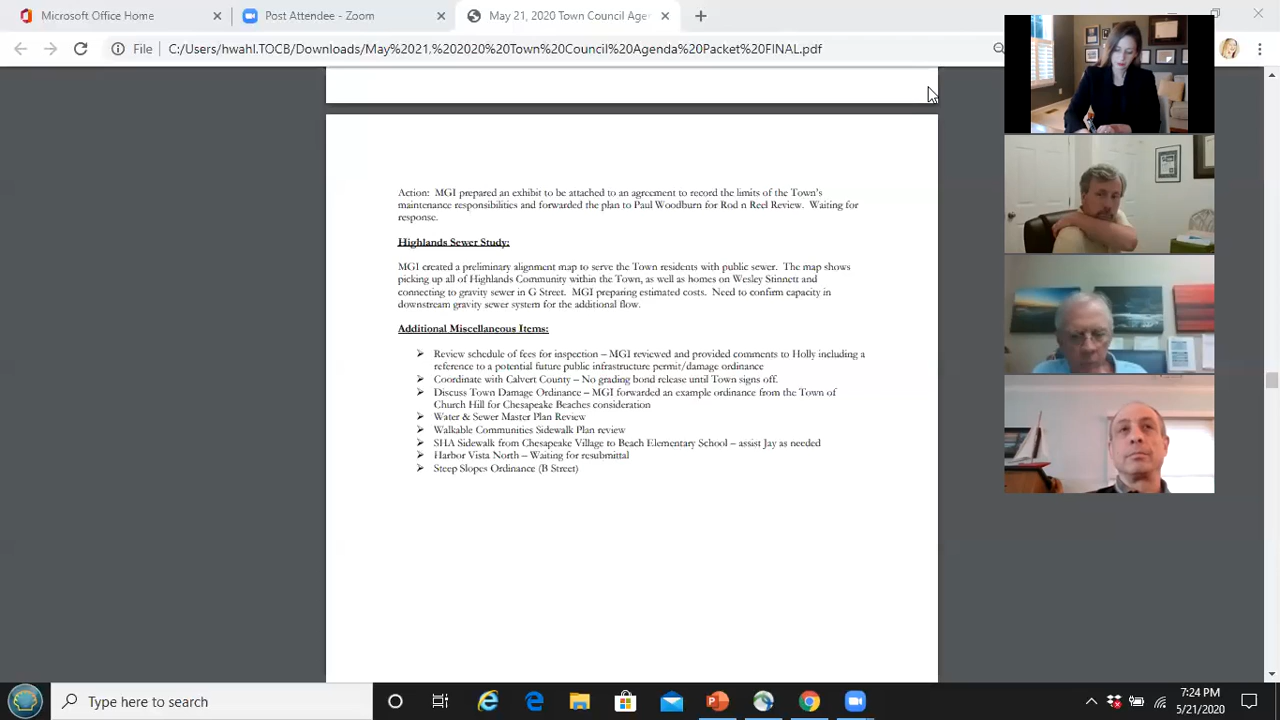 Microsoft Office Home
Post Attendee - Zoom
May 21, 2020 Town Council Age
File
C:/Users/hwahl.TOCB/Downloads/May%2021,%202020%20Town%20Council%20Agenda%20Packet%20FINAL.pdf
Action: MGI prepared an exhibit to be attached to an agreement to record the limits of the Town's
maintenance responsibilities and forwarded the plan to Paul Woodburn for Rod n Reel Review. Waiting for
response.
Highlands Sewer Study:
MGI created a preliminary alignment map to serve the Town residents with public sewer. The map shows
picking up all of Highlands Community within the Town, as well as homes on Wesley Stinnett and
connecting to gravity sewer in G Street. MGI preparing estimated costs. Need to confirm capacity in
downstream gravity sewer system for the additional flow.
Additional Miscellaneous Items:
➢ Review schedule of fees for inspection – MGI reviewed and provided comments to Holly including a
reference to a potential future public infrastructure permit/damage ordinance
➢ Coordinate with Calvert County – No grading bond release until Town signs off.
➢ Discuss Town Damage Ordinance – MGI forwarded an example ordinance from the Town of
Church Hill for Chesapeake Beaches consideration
➢ Water & Sewer Master Plan Review
➢ Walkable Communities Sidewalk Plan review
➢ SHA Sidewalk from Chesapeake Village to Beach Elementary School – assist Jay as needed
➢ Harbor Vista North – Waiting for resubmittal
➢ Steep Slopes Ordinance (B Street)
Type here to search
7:24 PM
5/21/2020